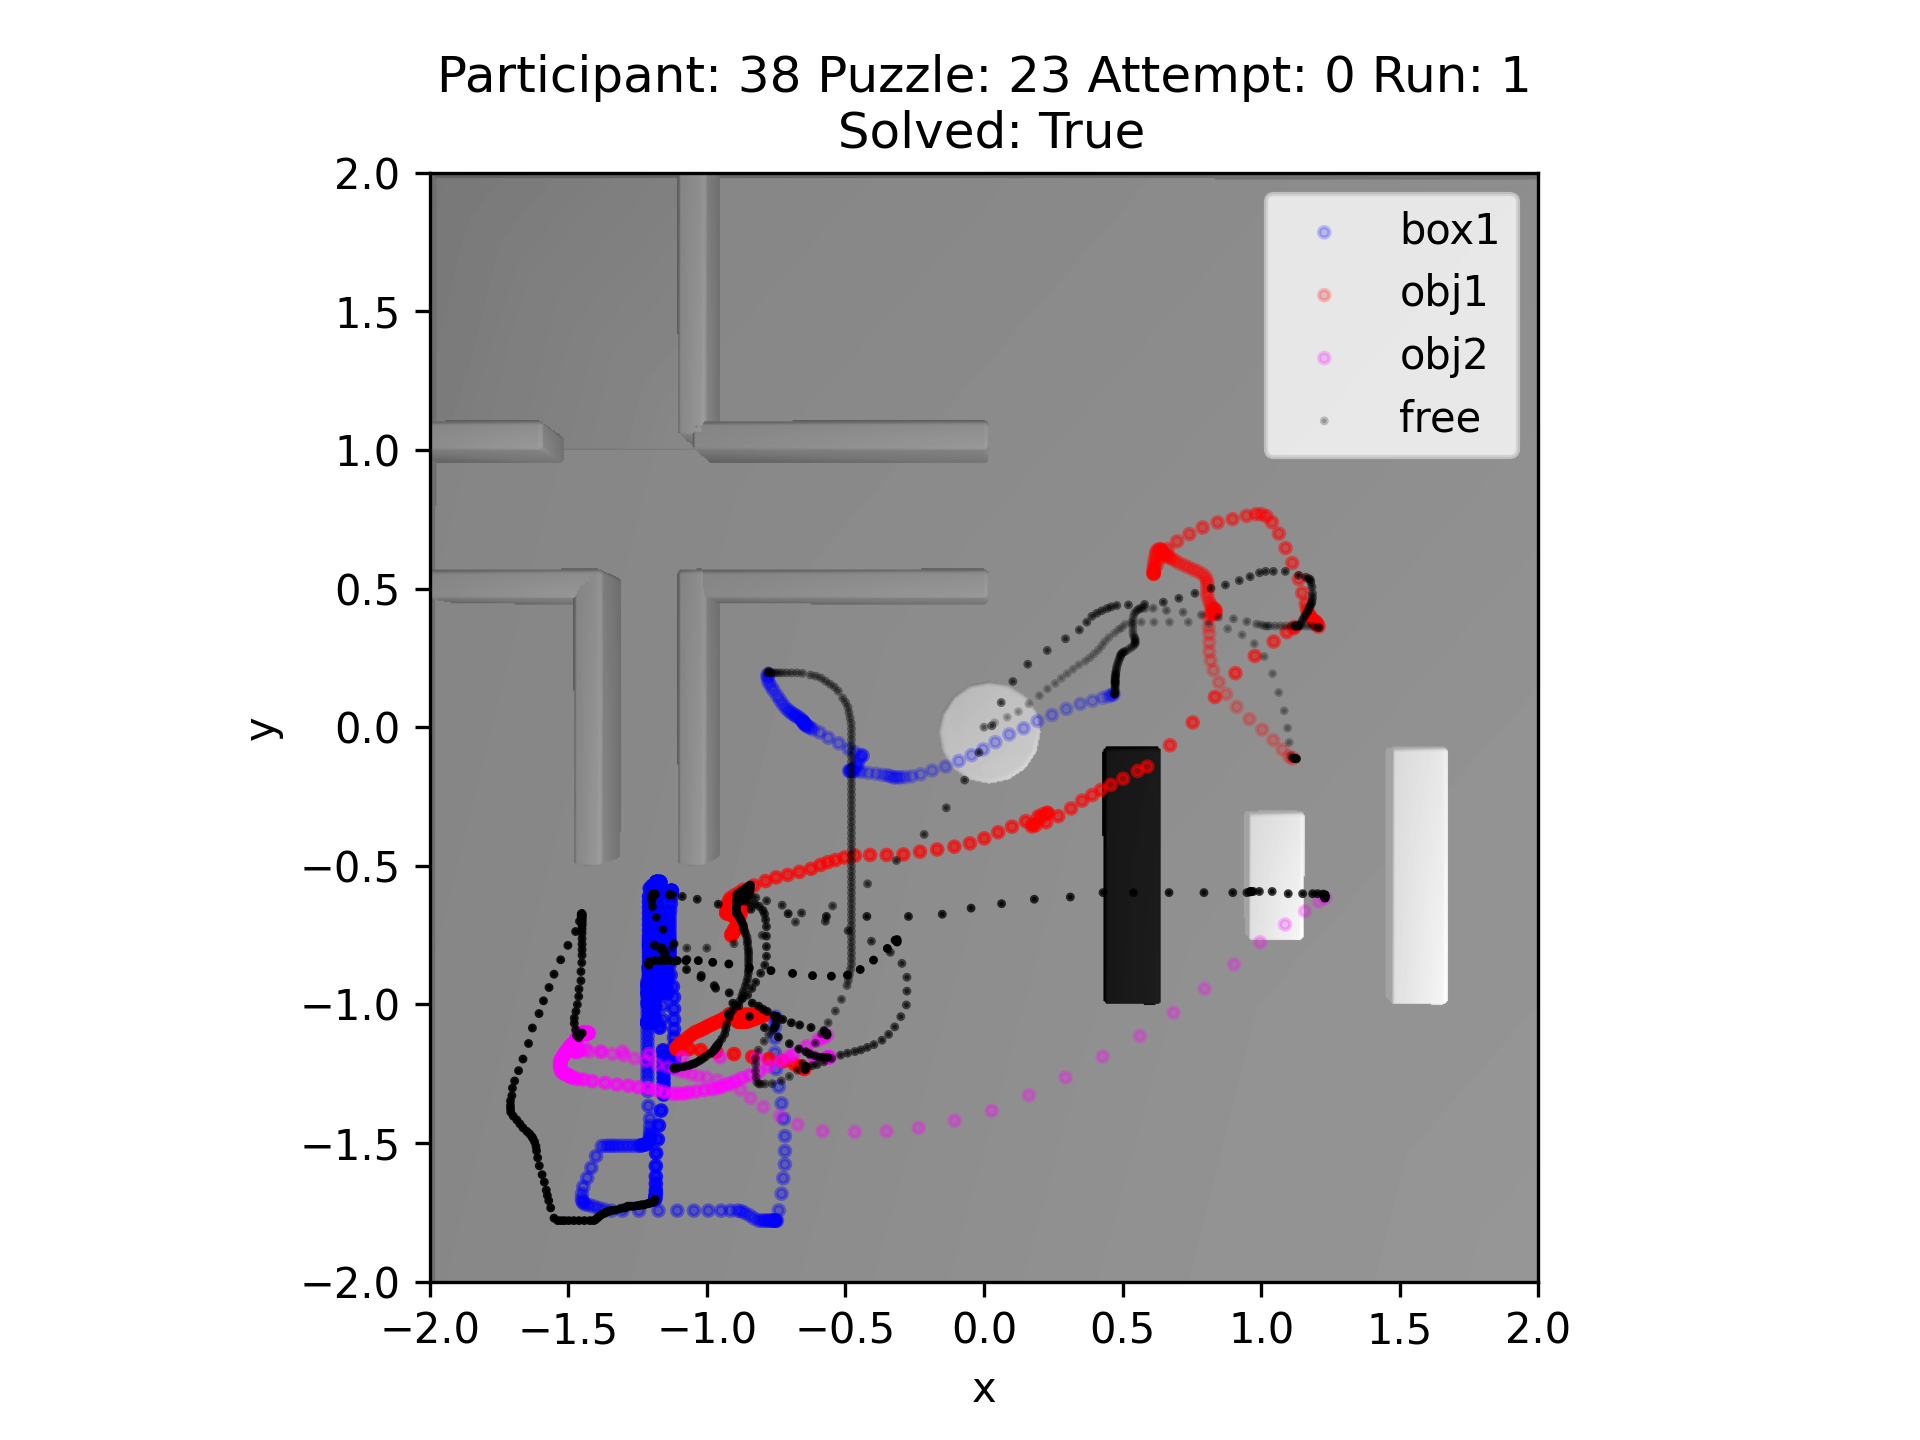 Participant: 38 Puzzle: 23 Attempt: 0 Run: 1
Solved: True
2.0
1.5
1.0
0.5
0.0
−0.5
−1.0
−1.5
−2.0
y
box1
obj1
obj2
free
−2.0 −1.5 −1.0 −0.5 0.0 0.5 1.0 1.5 2.0
x